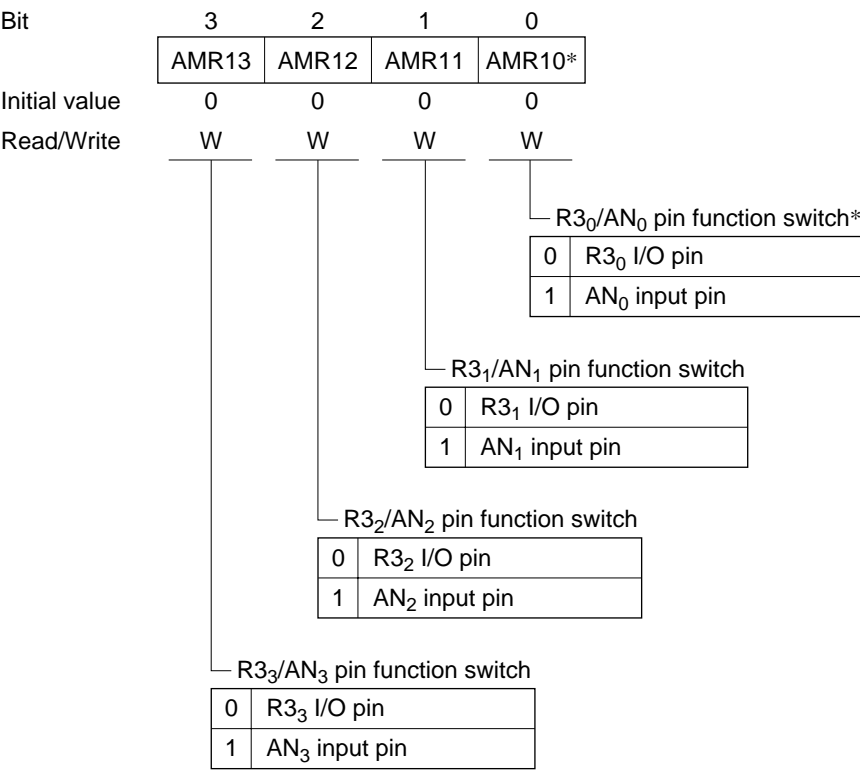 Bit 3 2 1 0
AMR13 AMR12 AMR11 AMR10*
Initial value 0 0 0 0
Read/Write W W W W
R3₀/AN₀ pin function switch*
0 R3₀ I/O pin
1 AN₀ input pin
R3₁/AN₁ pin function switch
0 R3₁ I/O pin
1 AN₁ input pin
R3₂/AN₂ pin function switch
0 R3₂ I/O pin
1 AN₂ input pin
R3₃/AN₃ pin function switch
0 R3₃ I/O pin
1 AN₃ input pin